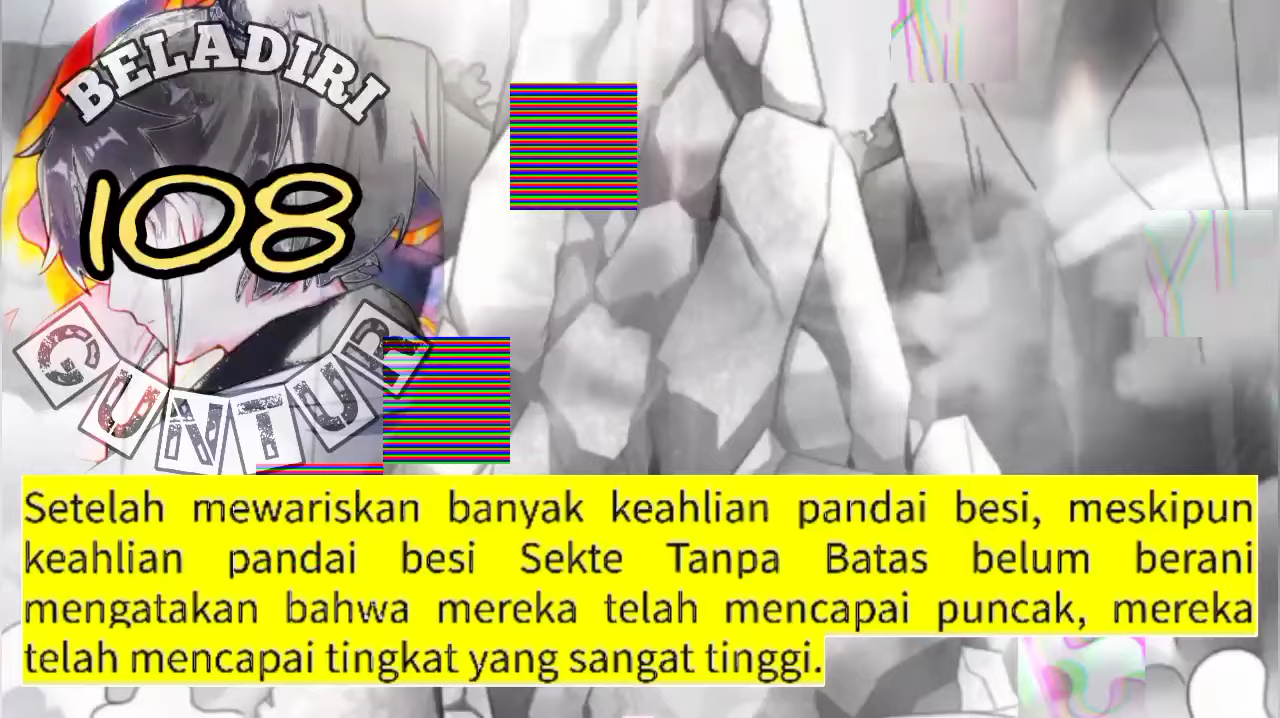 BELADIRI
108
GUNTUR
Setelah mewariskan banyak keahlian pandai besi, meskipun
keahlian pandai besi Sekte Tanpa Batas belum berani
mengatakan bahwa mereka telah mencapai puncak, mereka
telah mencapai tingkat yang sangat tinggi.